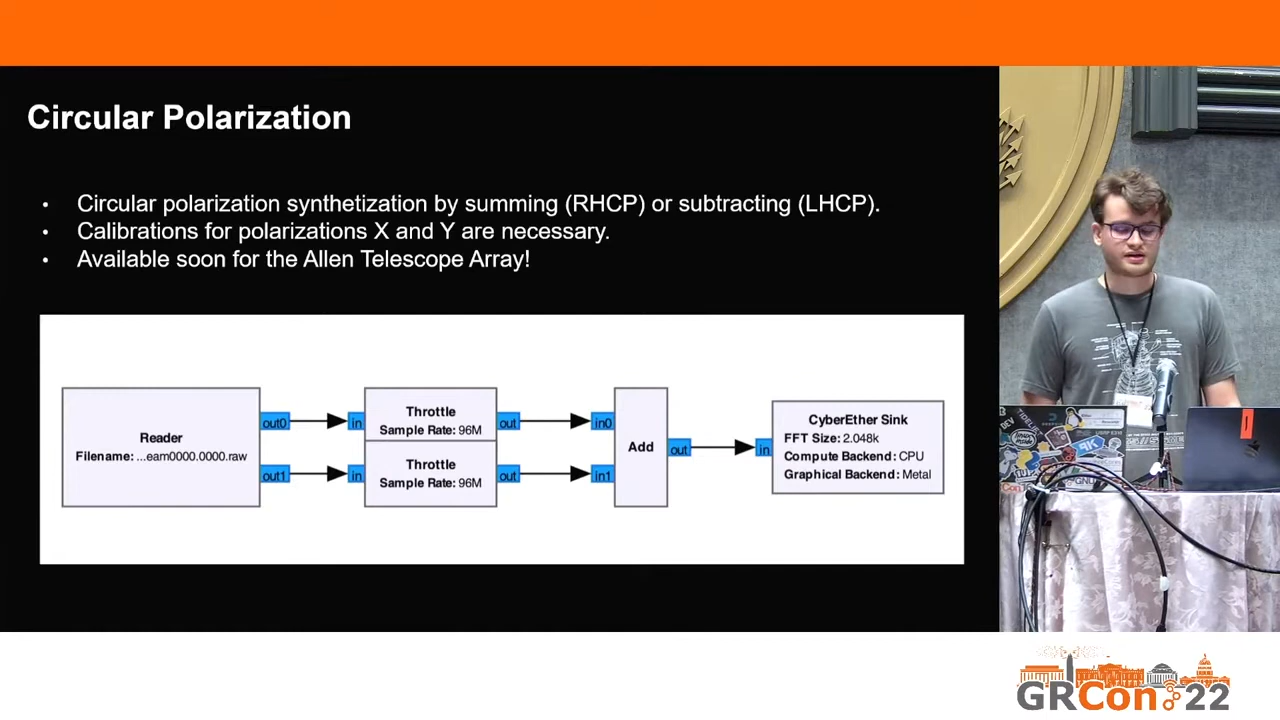 Circular Polarization
• Circular polarization synthetization by summing (RHCP) or subtracting (LHCP).
• Calibrations for polarizations X and Y are necessary.
• Available soon for the Allen Telescope Array!
Reader
Filename: ...eam0000.0000.raw
out0
out1
in
Throttle
Sample Rate: 96M
out
in
Throttle
Sample Rate: 96M
out
in0
in1
Add
out
in
CyberEther Sink
FFT Size: 2.048k
Compute Backend: CPU
Graphical Backend: Metal
GRCon 22